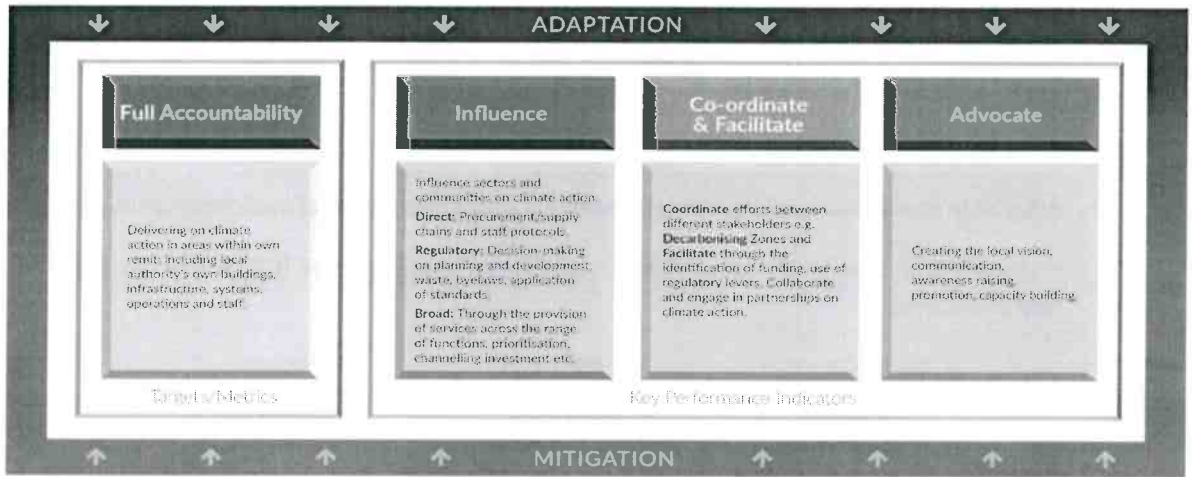 ADAPTATION
Full Accountability
Delivering on climate
action in areas within own
remit; including local
authority's own buildings,
infrastructure, systems,
operations and staff.
Targets/Metrics
Influence
Influence sectors and
communities on climate action.
Direct: Procurement/supply
chains and staff protocols.
Regulatory: Decision-making
on planning and development,
waste, byelaws, application
of standards.
Broad: Through the provision
of services across the range
of functions, prioritisation,
channelling investment etc.
Co-ordinate
& Facilitate
Coordinate efforts between
different stakeholders e.g.
Decarbonising Zones and
Facilitate through the
identification of funding, use of
regulatory levers. Collaborate
and engage in partnerships on
climate action.
Advocate
Creating the local vision,
communication,
awareness raising,
promotion, capacity building.
Key Performance Indicators
MITIGATION